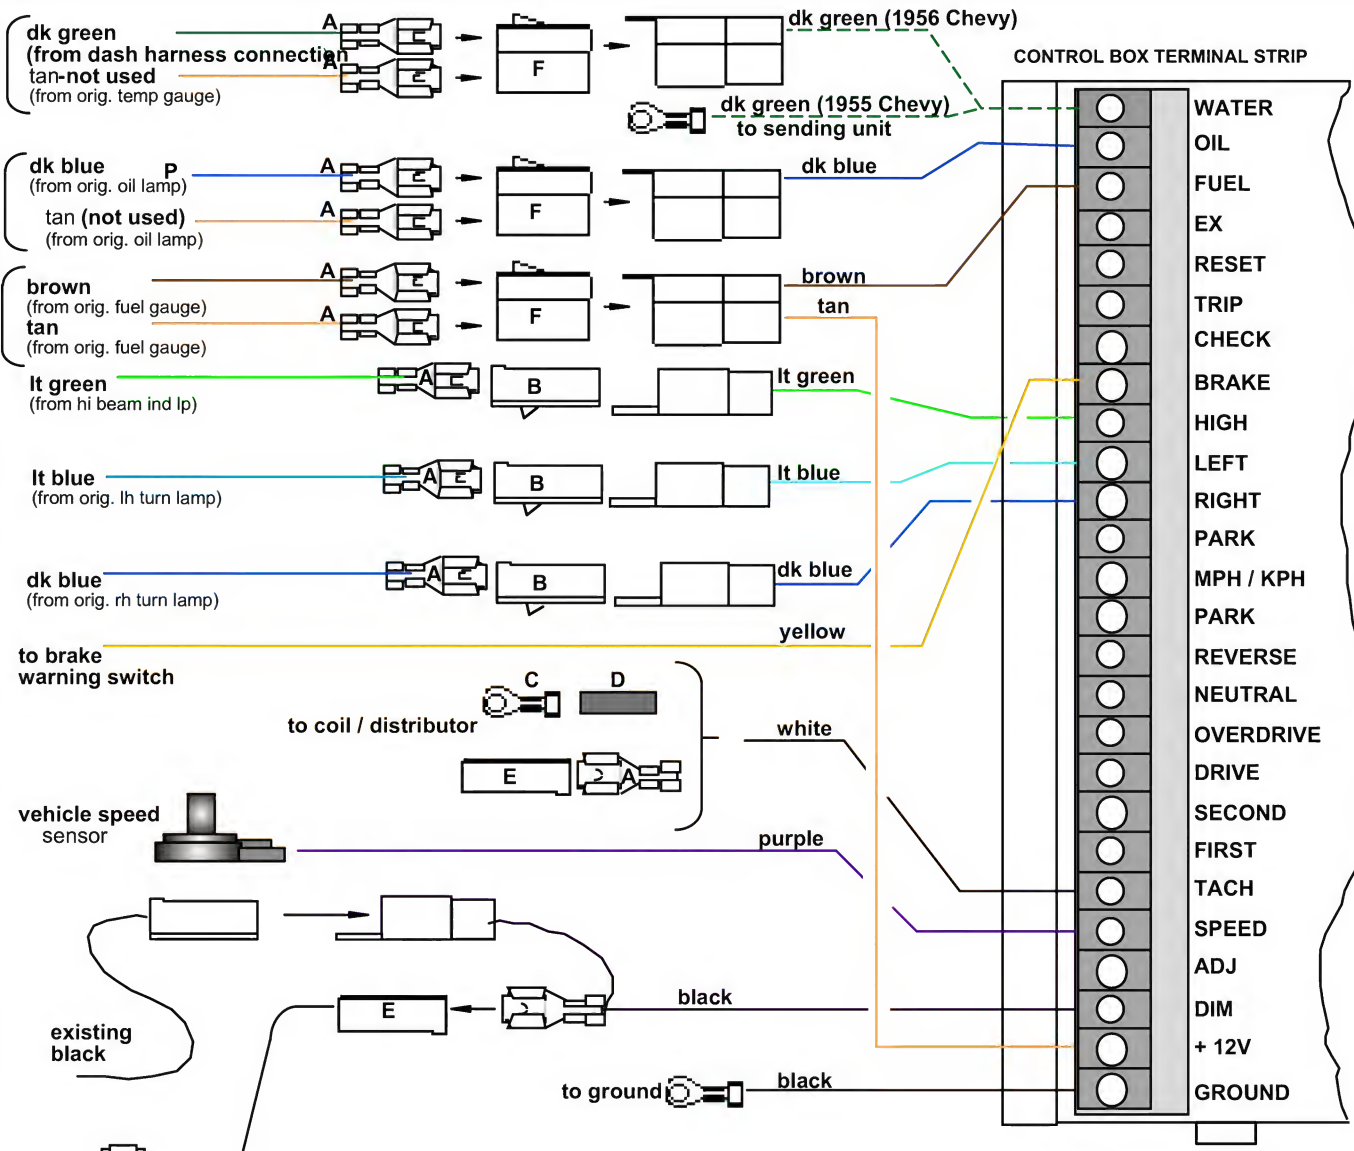 dk green
(from dash harness connection
tan-not used
(from orig. temp gauge)
A
A
E
E
F
dk green (1956 Chevy)
dk green (1955 Chevy)
to sending unit
dk blue
P
(from orig. oil lamp)
tan (not used)
(from orig. oil lamp)
A
A
E
E
F
dk blue
brown
(from orig. fuel gauge)
tan
(from orig. fuel gauge)
A
A
E
E
F
brown
tan
lt green
(from hi beam ind lp)
A
B
lt green
lt blue
(from orig. lh turn lamp)
A
B
lt blue
dk blue
(from orig. rh turn lamp)
A
B
dk blue
to brake
warning switch
yellow
C
D
to coil / distributor
E
A
white
vehicle speed
sensor
purple
existing
black
E
black
to ground
black
CONTROL BOX TERMINAL STRIP
WATER
OIL
FUEL
EX
RESET
TRIP
CHECK
BRAKE
HIGH
LEFT
RIGHT
PARK
MPH / KPH
PARK
REVERSE
NEUTRAL
OVERDRIVE
DRIVE
SECOND
FIRST
TACH
SPEED
ADJ
DIM
+ 12V
GROUND